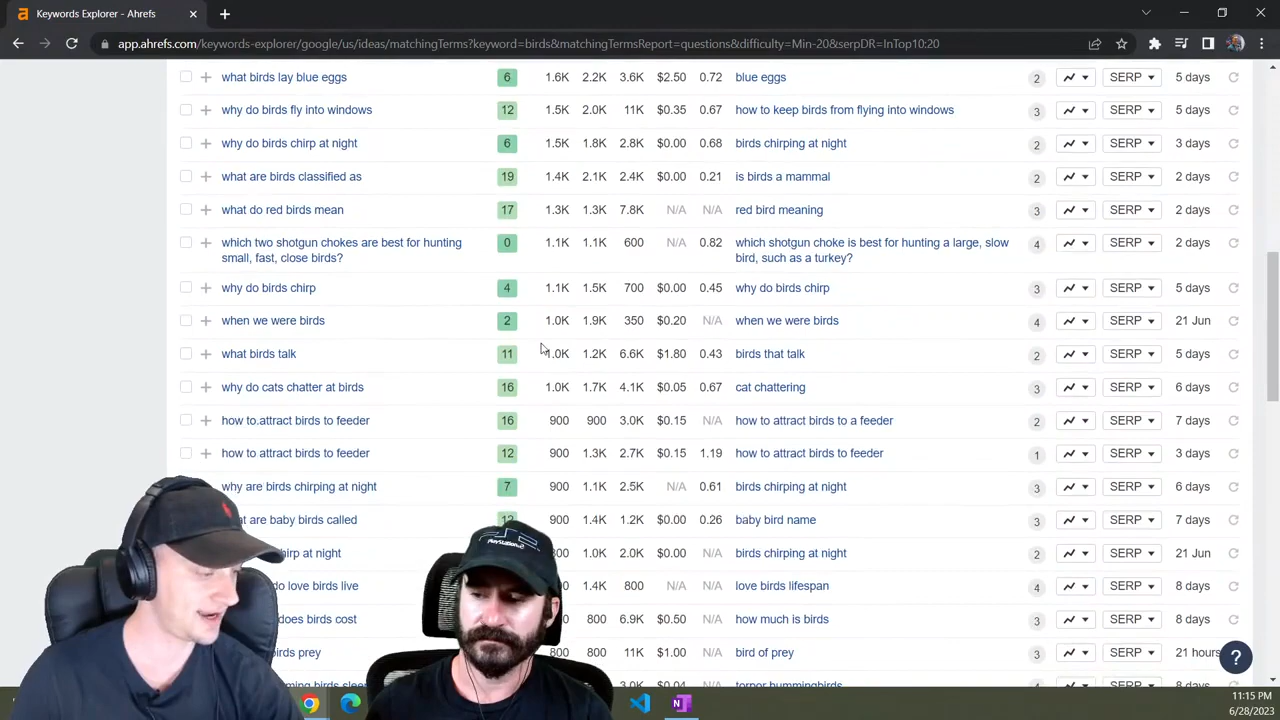 a Keywords Explorer - Ahrefs
app.ahrefs.com/keywords-explorer/google/us/ideas/matchingTerms?keyword=birds&matchingTermsReport=questions&difficulty=Min-20&serpDR=InTop10:20
what birds lay blue eggs 6 1.6K 2.2K 3.6K $2.50 0.72 blue eggs 2 SERP 5 days
why do birds fly into windows 12 1.5K 2.0K 11K $0.35 0.67 how to keep birds from flying into windows 3 SERP 5 days
why do birds chirp at night 6 1.5K 1.8K 2.8K $0.00 0.68 birds chirping at night 2 SERP 3 days
what are birds classified as 19 1.4K 2.1K 2.4K $0.00 0.21 is birds a mammal 2 SERP 2 days
what do red birds mean 17 1.3K 1.3K 7.8K N/A N/A red bird meaning 3 SERP 2 days
which two shotgun chokes are best for hunting 0 1.1K 1.1K 600 N/A 0.82 which shotgun choke is best for hunting a large, slow 4 SERP 2 days
small, fast, close birds? bird, such as a turkey?
why do birds chirp 4 1.1K 1.5K 700 $0.00 0.45 why do birds chirp 3 SERP 5 days
when we were birds 2 1.0K 1.9K 350 $0.20 N/A when we were birds 4 SERP 21 Jun
what birds talk 11 1.0K 1.2K 6.6K $1.80 0.43 birds that talk 2 SERP 5 days
why do cats chatter at birds 16 1.0K 1.7K 4.1K $0.05 0.67 cat chattering 3 SERP 6 days
how to.attract birds to feeder 16 900 900 3.0K $0.15 N/A how to attract birds to a feeder 2 SERP 7 days
how to attract birds to feeder 12 900 1.3K 2.7K $0.15 1.19 how to attract birds to feeder 1 SERP 3 days
why are birds chirping at night 7 900 1.1K 2.5K N/A 0.61 birds chirping at night 3 SERP 6 days
are baby birds called 900 1.4K 1.2K $0.00 0.26 baby bird name 3 SERP 7 days
at night 1.0K 2.0K $0.00 N/A birds chirping at night 2 SERP 21 Jun
do love birds live 1.4K 800 N/A N/A love birds lifespan 4 SERP 8 days
does birds cost 800 6.9K $0.50 N/A how much is birds 3 SERP 8 days
prey 800 800 11K $1.00 N/A bird of prey 3 SERP 21 hours
?
PlayStation.2
N
11:15 PM
6/28/2023